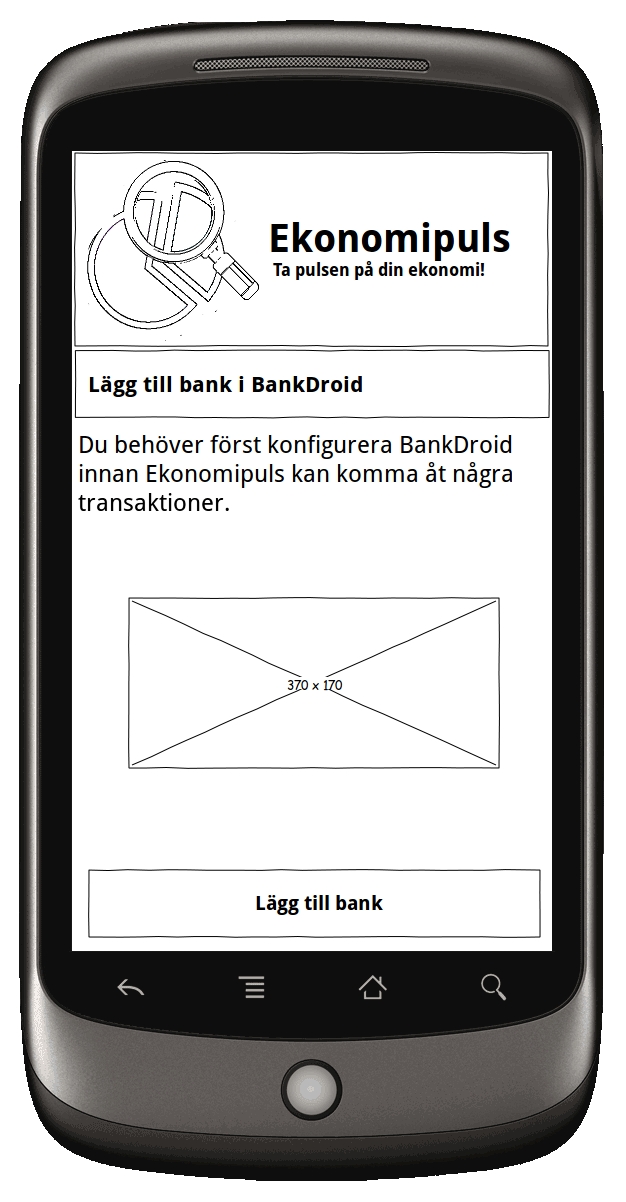 Ekonomipuls
Ta pulsen på din ekonomi!
Lägg till bank i BankDroid
Du behöver först konfigurera BankDroid
innan Ekonomipuls kan komma åt några
transaktioner.
370 x 170
Lägg till bank